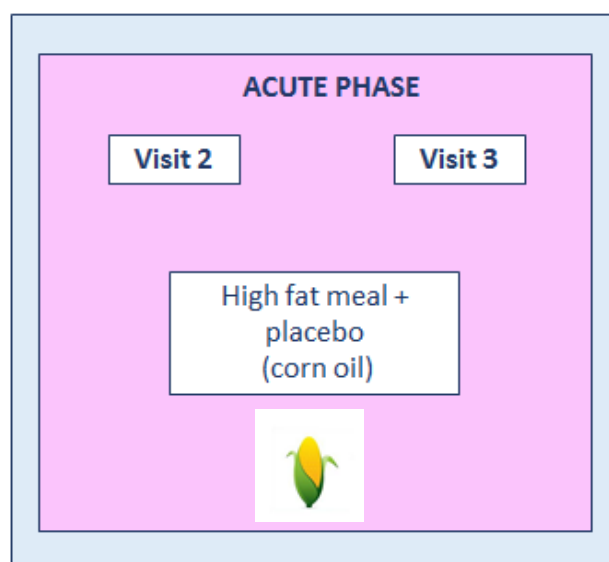 ACUTE PHASE
Visit 2
Visit 3
High fat meal +
placebo
(corn oil)